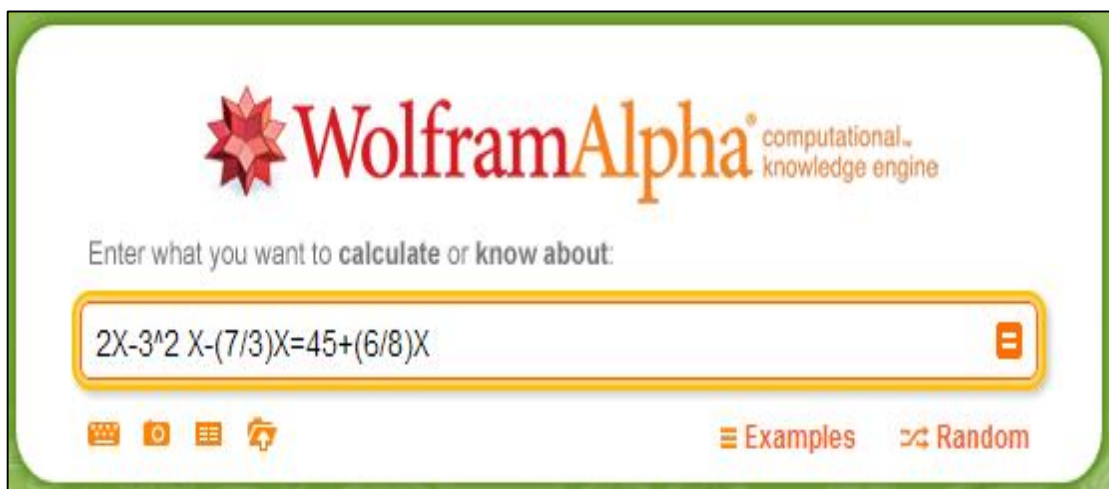 WolframAlpha® computational™
knowledge engine
Enter what you want to calculate or know about:
2X-3^2 X-(7/3)X=45+(6/8)X
Examples Random